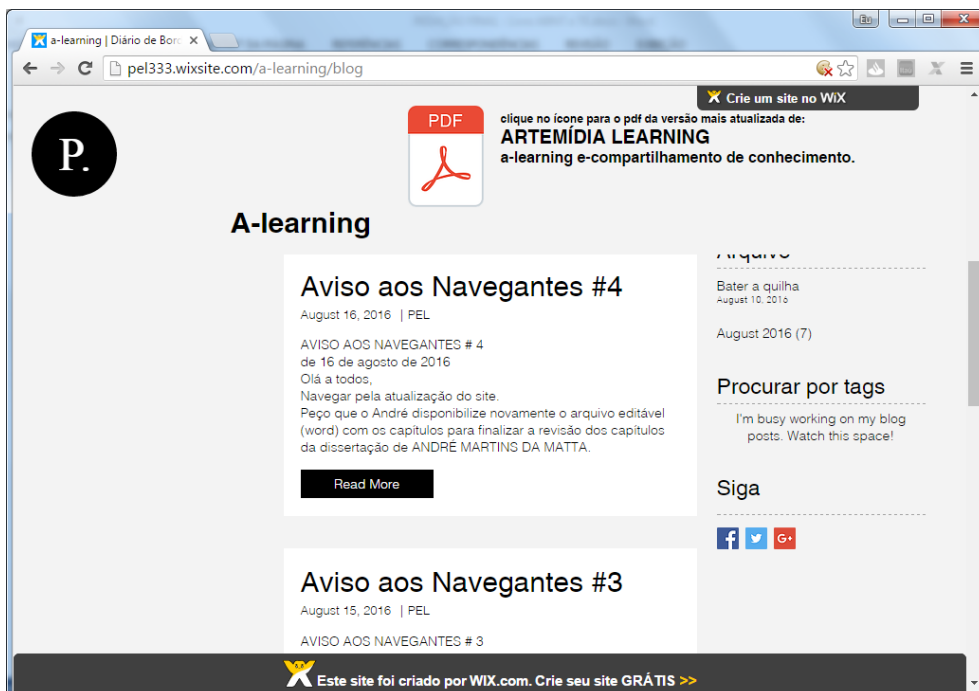 Eu
a-learning | Diário de Bord
pel333.wixsite.com/a-learning/blog
Crie um site no WiX
P.
PDF
clique no ícone para o pdf da versão mais atualizada de:
ARTEMÍDIA LEARNING
a-learning e-compartilhamento de conhecimento.
A-learning
Arquivo
Aviso aos Navegantes #4
August 16, 2016 | PEL
AVISO AOS NAVEGANTES # 4
de 16 de agosto de 2016
Olá a todos,
Navegar pela atualização do site.
Peço que o André disponibilize novamente o arquivo editável
(word) com os capítulos para finalizar a revisão dos capítulos
da dissertação de ANDRÉ MARTINS DA MATTA.
Read More
Bater a quilha
August 10, 2016
August 2016 (7)
Procurar por tags
I'm busy working on my blog
posts. Watch this space!
Siga
f
G+
Aviso aos Navegantes #3
August 15, 2016 | PEL
AVISO AOS NAVEGANTES # 3
Este site foi criado por WIX.com. Crie seu site GRÁTIS >>